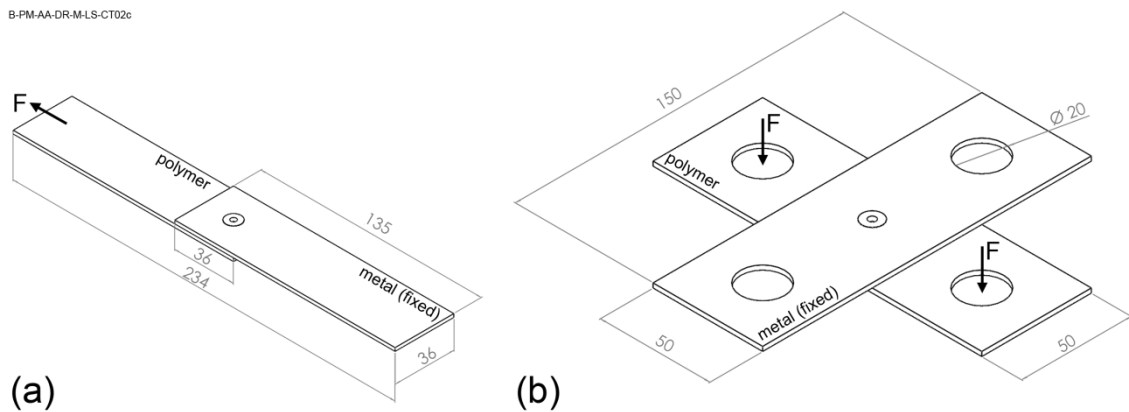 B-PM-AA-DR-M-LS-CT02c
F
polymer
36
234
135
metal (fixed)
36
(a)
150
F
polymer
Ø 20
F
metal (fixed)
50
50
(b)